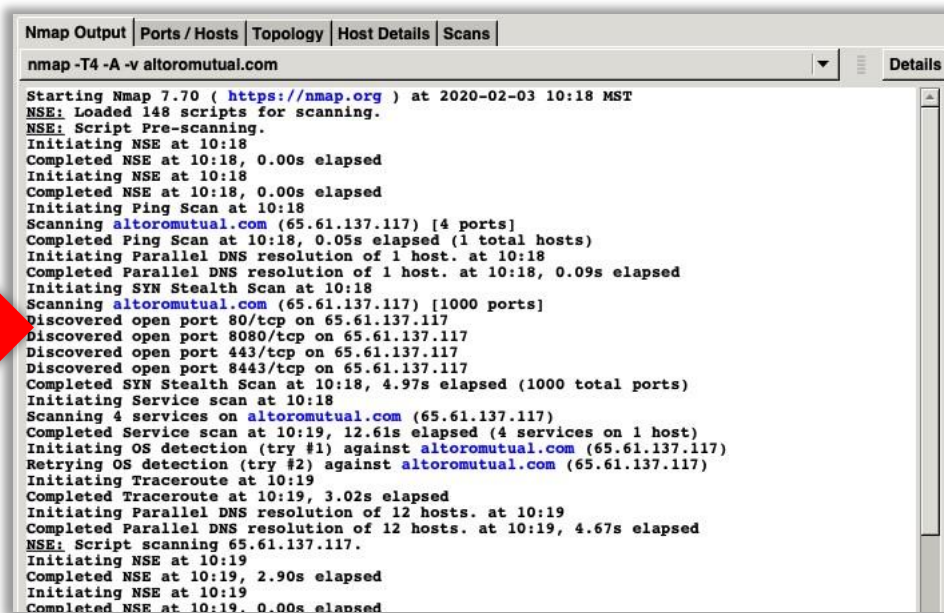 Nmap Output Ports / Hosts Topology Host Details Scans
nmap -T4 -A -v altoromutual.com Details
Starting Nmap 7.70 ( https://nmap.org ) at 2020-02-03 10:18 MST
NSE: Loaded 148 scripts for scanning.
NSE: Script Pre-scanning.
Initiating NSE at 10:18
Completed NSE at 10:18, 0.00s elapsed
Initiating NSE at 10:18
Completed NSE at 10:18, 0.00s elapsed
Initiating Ping Scan at 10:18
Scanning altoromutual.com (65.61.137.117) [4 ports]
Completed Ping Scan at 10:18, 0.05s elapsed (1 total hosts)
Initiating Parallel DNS resolution of 1 host. at 10:18
Completed Parallel DNS resolution of 1 host. at 10:18, 0.09s elapsed
Initiating SYN Stealth Scan at 10:18
Scanning altoromutual.com (65.61.137.117) [1000 ports]
Discovered open port 80/tcp on 65.61.137.117
Discovered open port 8080/tcp on 65.61.137.117
Discovered open port 443/tcp on 65.61.137.117
Discovered open port 8443/tcp on 65.61.137.117
Completed SYN Stealth Scan at 10:18, 4.97s elapsed (1000 total ports)
Initiating Service scan at 10:18
Scanning 4 services on altoromutual.com (65.61.137.117)
Completed Service scan at 10:19, 12.61s elapsed (4 services on 1 host)
Initiating OS detection (try #1) against altoromutual.com (65.61.137.117)
Retrying OS detection (try #2) against altoromutual.com (65.61.137.117)
Initiating Traceroute at 10:19
Completed Traceroute at 10:19, 3.02s elapsed
Initiating Parallel DNS resolution of 12 hosts. at 10:19
Completed Parallel DNS resolution of 12 hosts. at 10:19, 4.67s elapsed
NSE: Script scanning 65.61.137.117.
Initiating NSE at 10:19
Completed NSE at 10:19, 2.90s elapsed
Initiating NSE at 10:19
Completed NSE at 10:19, 0.00s elapsed